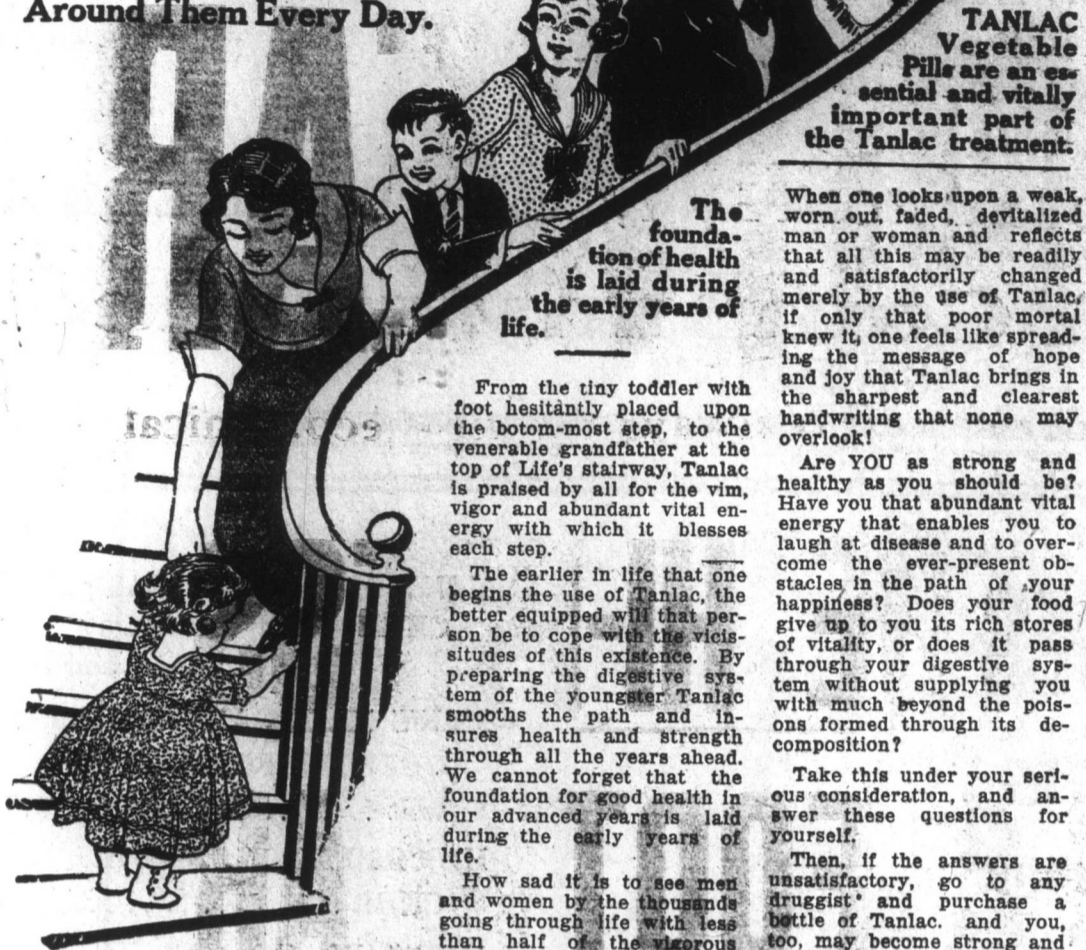 Around Them Every Day.
TANLAC
Vegetable
Pills are an es-
sential and vitally
important part of
the Tanlac treatment.
The
founda-
tion of health
is laid during
the early years of
life.
From the tiny toddler with
foot hesitantly placed upon
the botom-most step, to the
venerable grandfather at the
top of Life's stairway, Tanlac
is praised by all for the vim,
vigor and abundant vital en-
ergy with which it blesses
each step.
The earlier in life that one
begins the use of Tanlac, the
better equipped will that per-
son be to cope with the vicis-
situdes of this existence. By
preparing the digestive sys-
tem of the youngster Tanlac
smooths the path and in-
sures health and strength
through all the years ahead.
We cannot forget that the
foundation for good health in
our advanced years is laid
during the early years of
life.
How sad it is to see men
and women by the thousands
going through life with less
than half of the vigorous
When one looks upon a weak,
worn out, faded, devitalized
man or woman and reflects
that all this may be readily
and satisfactorily changed
merely by the use of Tanlac,
if only that poor mortal
knew it, one feels like spread-
ing the message of hope
and joy that Tanlac brings in
the sharpest and clearest
handwriting that none may
overlook!
Are YOU as strong and
healthy as you should be?
Have you that abundant vital
energy that enables you to
laugh at disease and to over-
come the ever-present ob-
stacles in the path of your
happiness? Does your food
give up to you its rich stores
of vitality, or does it pass
through your digestive sys-
tem without supplying you
with much beyond the pois-
ons formed through its de-
composition?
Take this under your seri-
ous consideration, and an-
swer these questions for
yourself.
Then, if the answers are
unsatisfactory, go to any
druggist and purchase a
bottle of Tanlac. and you,
too, may become strong and